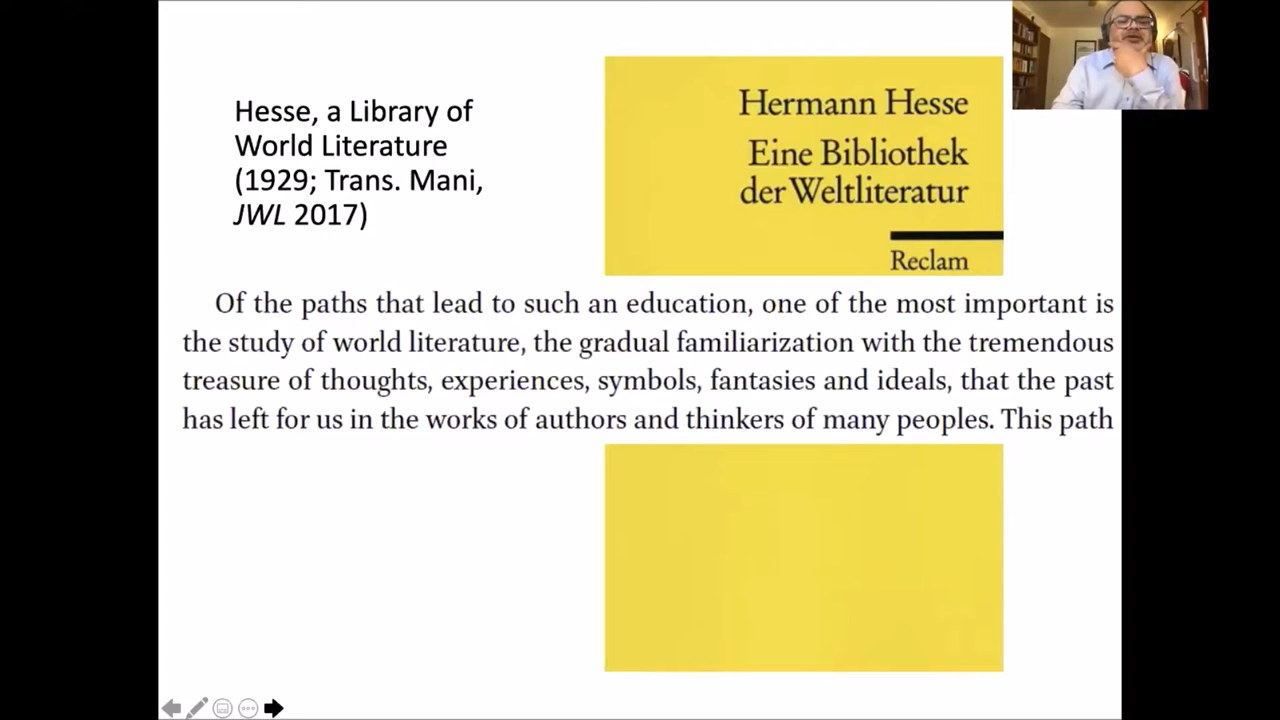 Hesse, a Library of
World Literature
(1929; Trans. Mani,
JWL 2017)
Hermann Hesse
Eine Bibliothek
der Weltliteratur
Reclam
Of the paths that lead to such an education, one of the most important is
the study of world literature, the gradual familiarization with the tremendous
treasure of thoughts, experiences, symbols, fantasies and ideals, that the past
has left for us in the works of authors and thinkers of many peoples. This path